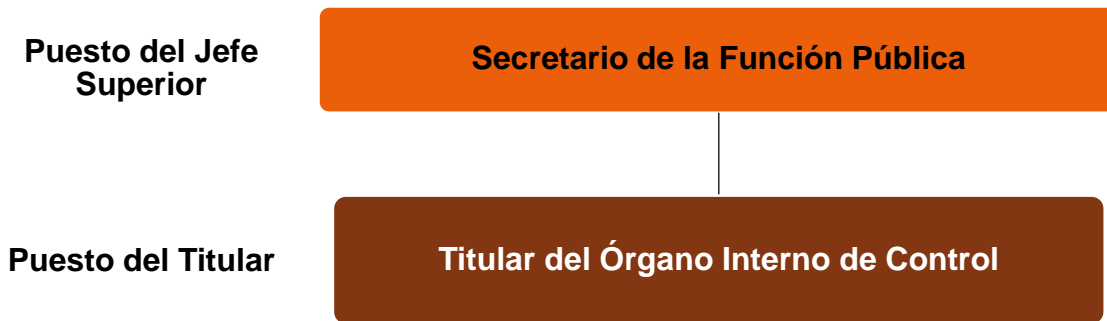 Puesto del Jefe
Superior
Secretario de la Función Pública
Puesto del Titular
Titular del Órgano Interno de Control